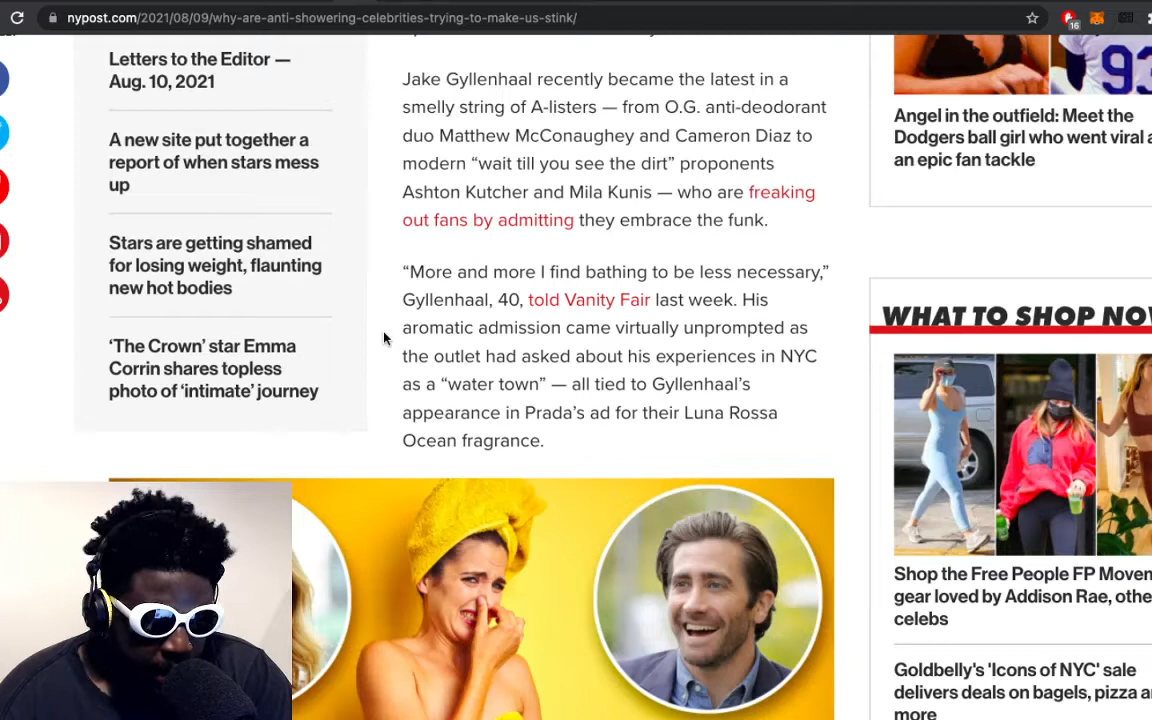 nypost.com/2021/08/09/why-are-anti-showering-celebrities-trying-to-make-us-stink/
16
Letters to the Editor —
Aug. 10, 2021
A new site put together a
report of when stars mess
up
Stars are getting shamed
for losing weight, flaunting
new hot bodies
‘The Crown’ star Emma
Corrin shares topless
photo of ‘intimate’ journey
Jake Gyllenhaal recently became the latest in a
smelly string of A-listers — from O.G. anti-deodorant
duo Matthew McConaughey and Cameron Diaz to
modern “wait till you see the dirt” proponents
Ashton Kutcher and Mila Kunis — who are freaking
out fans by admitting they embrace the funk.
“More and more I find bathing to be less necessary,”
Gyllenhaal, 40, told Vanity Fair last week. His
aromatic admission came virtually unprompted as
the outlet had asked about his experiences in NYC
as a “water town” — all tied to Gyllenhaal’s
appearance in Prada’s ad for their Luna Rossa
Ocean fragrance.
93
Angel in the outfield: Meet the
Dodgers ball girl who went viral
an epic fan tackle
WHAT TO SHOP
Shop the Free People FP
gear loved by Addison Rae,
celebs
Goldbelly's 'Icons of NYC' sale
delivers deals on bagels, pizza
more